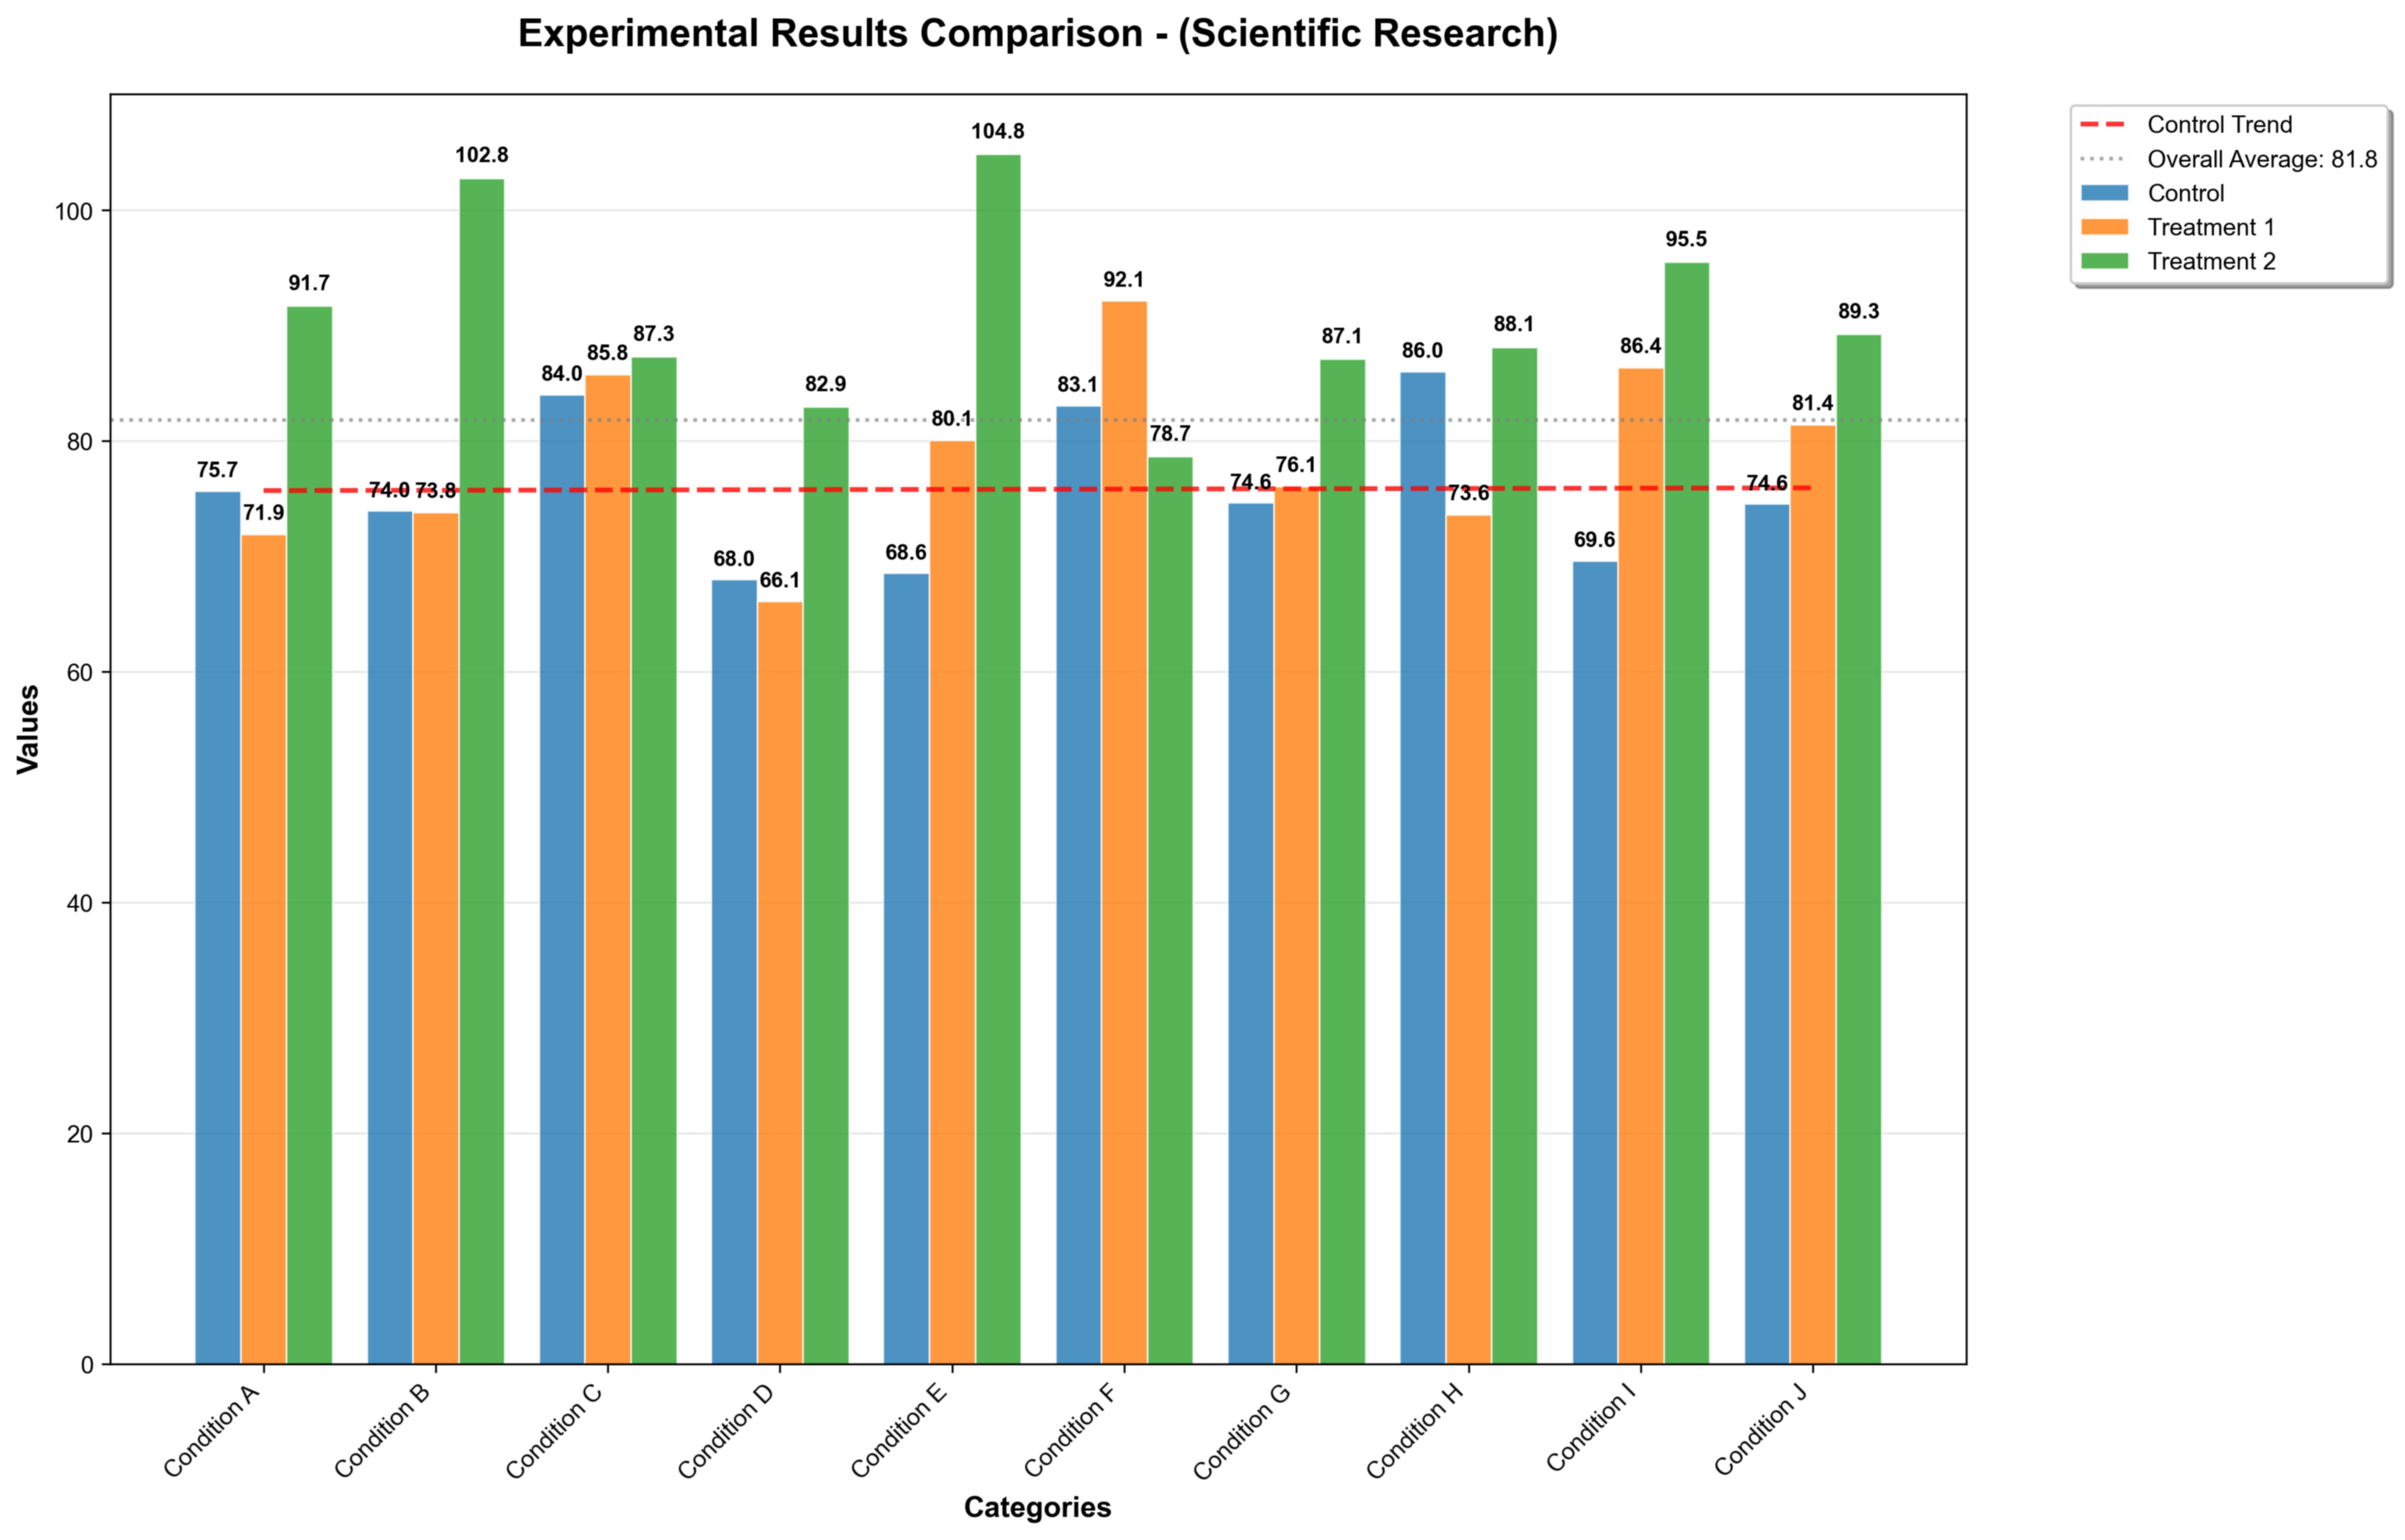 Experimental Results Comparison - (Scientific Research)
Control Trend
Overall Average: 81.8
Control
Treatment 1
Treatment 2
Values
100
80
60
40
20
0
75.7
71.9
91.7
74.0
73.8
102.8
84.0
85.8
87.3
68.0
66.1
82.9
68.6
80.1
104.8
83.1
92.1
78.7
74.6
76.1
87.1
86.0
73.6
88.1
69.6
86.4
95.5
74.6
81.4
89.3
Condition A
Condition B
Condition C
Condition D
Condition E
Condition F
Condition G
Condition H
Condition I
Condition J
Categories